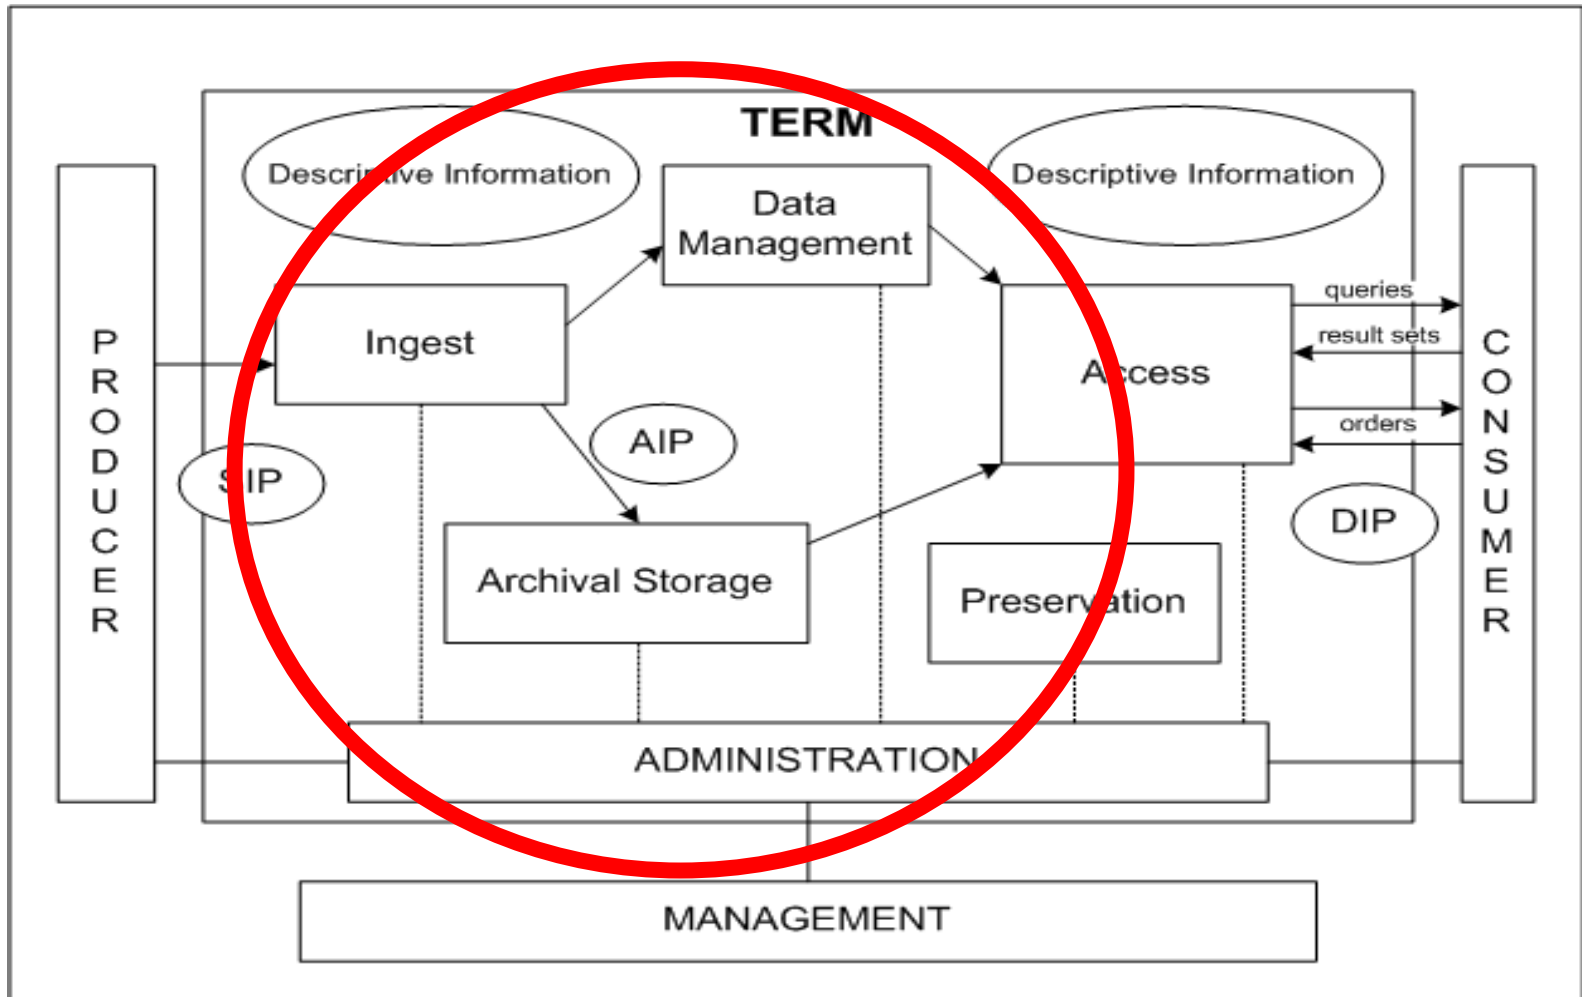 TERM
Descriptive Information
Descriptive Information
Data
Management
Ingest
queries
result sets
Access
orders
PRODUCER
CONSUMER
AIP
SIP
DIP
Archival Storage
Preservation
ADMINISTRATION
MANAGEMENT